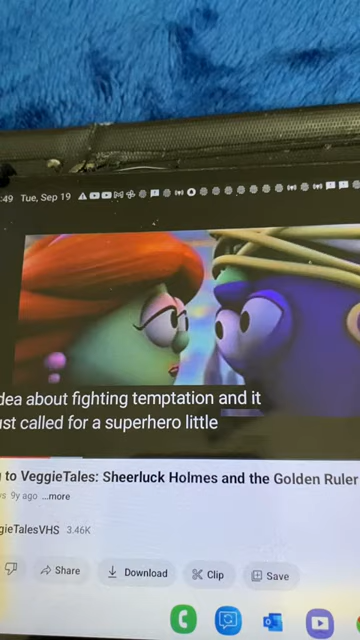 :49 Tue, Sep 19
dea about fighting temptation and it
ust called for a superhero little
to VeggieTales: Sheerluck Holmes and the Golden Ruler
s 9y ago ...more
gieTalesVHS 3.46K
Share Download Clip Save